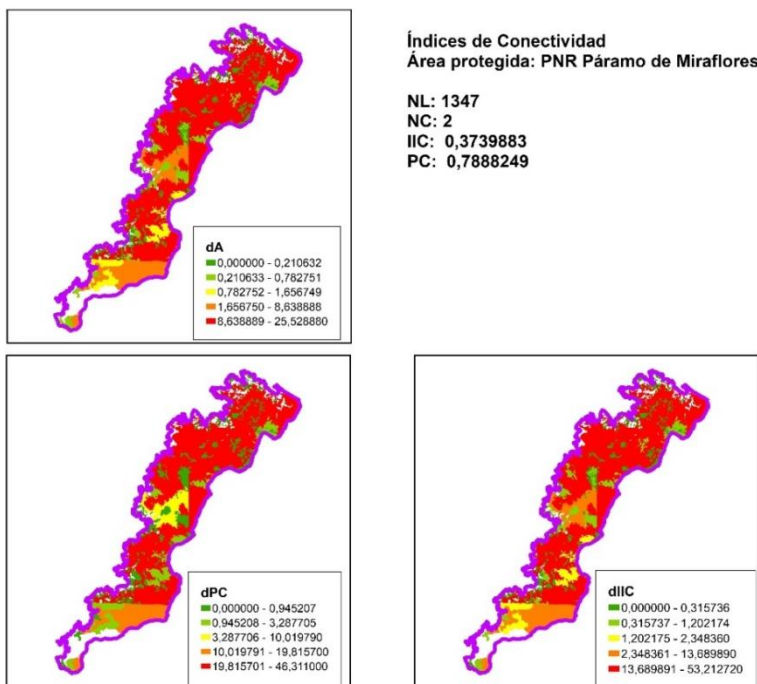 Índices de Conectividad
Área protegida: PNR Páramo de Miraflores
NL: 1347
NC: 2
IIC: 0,3739883
PC: 0,7888249
dA
0,000000 - 0,210632
0,210633 - 0,782751
0,782752 - 1,656749
1,656750 - 8,638888
8,638889 - 25,528880
dPC
0,000000 - 0,945207
0,945208 - 3,287705
3,287706 - 10,019790
10,019791 - 19,815700
19,815701 - 46,311000
dIIC
0,000000 - 0,315736
0,315737 - 1,202174
1,202175 - 2,348360
2,348361 - 13,689890
13,689891 - 53,212720